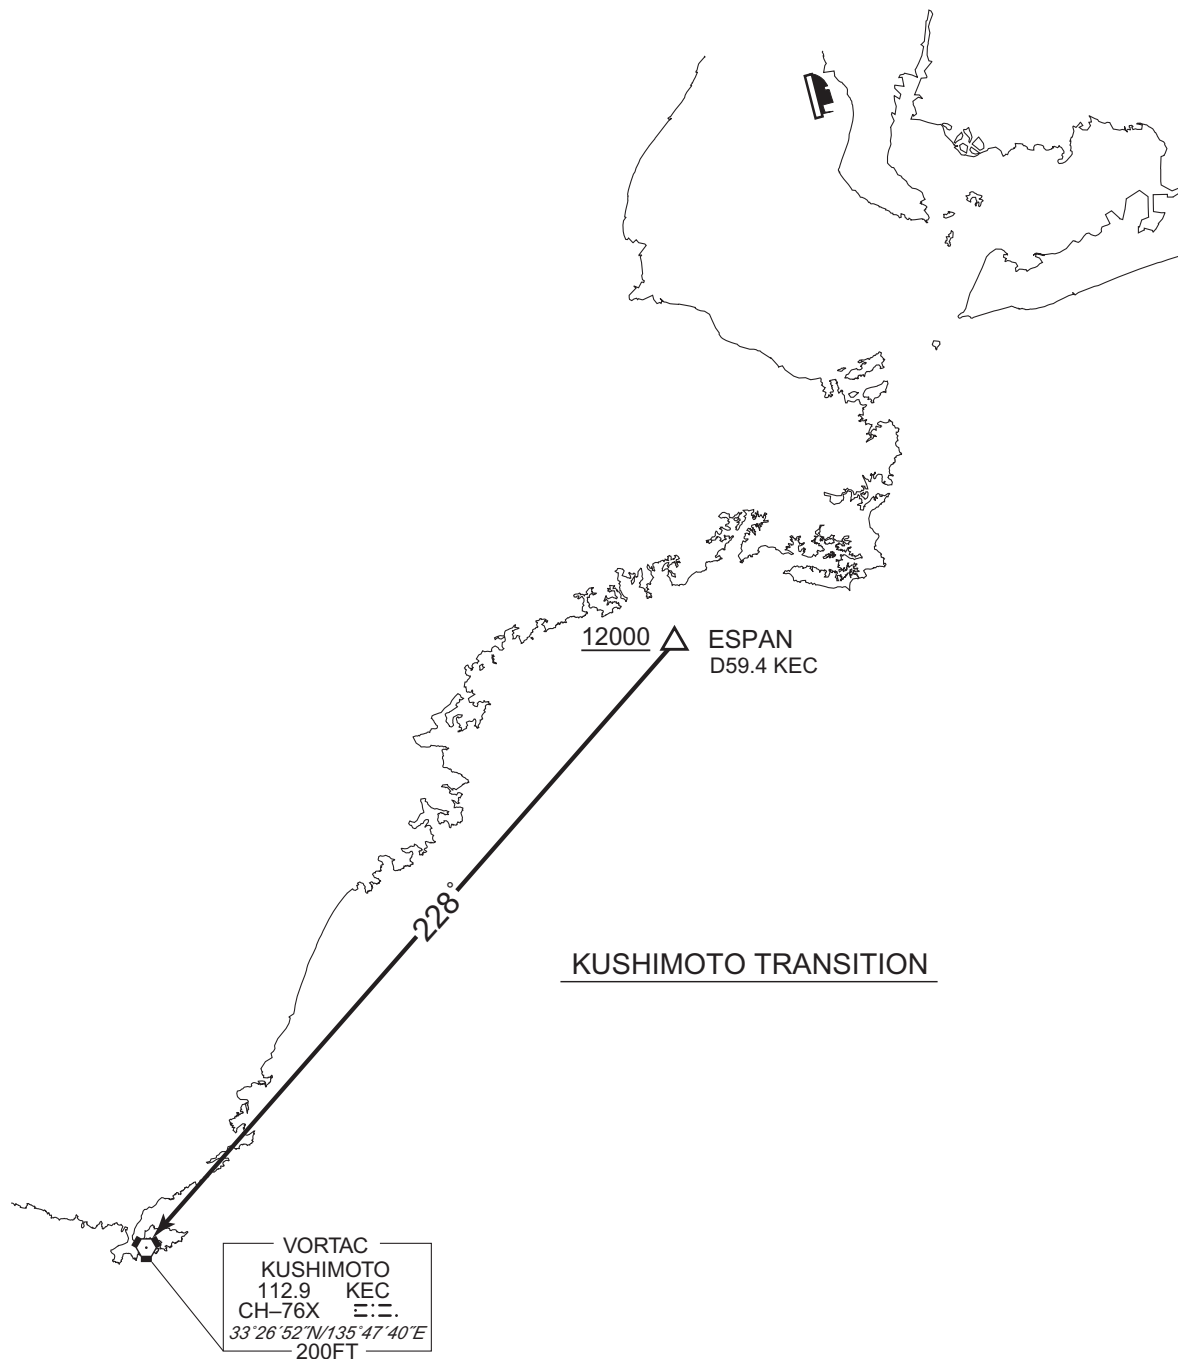 12000
ESPAN
D59.4 KEC
228°
KUSHIMOTO TRANSITION
VORTAC
KUSHIMOTO
112.9 KEC
CH–76X
33°26′52″N/135°47′40″E
200FT